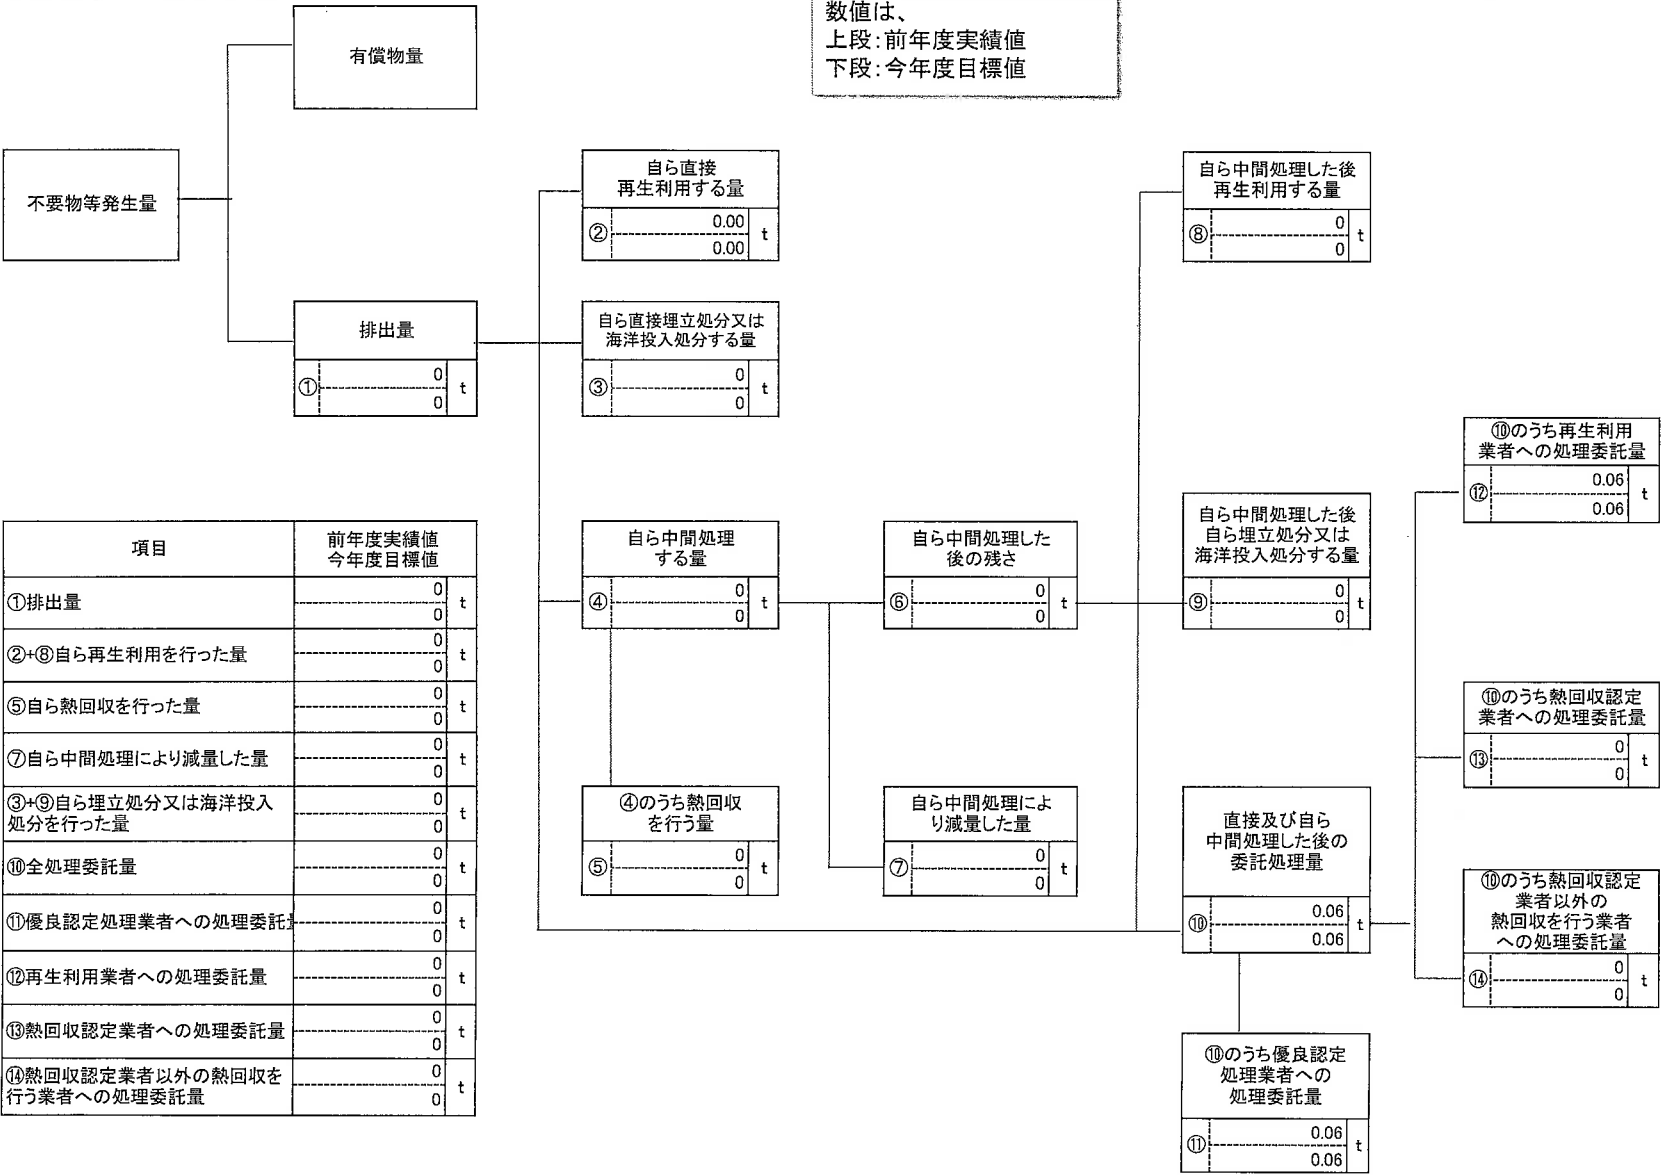 数値は、
上段：前年度実績値
下段：今年度目標値
有償物量
不要物等発生量
排出量
①
0
0
t
自ら直接
再生利用する量
②
0.00
0.00
t
自ら直接埋立処分又は
海洋投入処分する量
③
0
0
t
自ら中間処理
する量
④
0
0
t
④のうち熱回収
を行う量
⑤
0
0
t
自ら中間処理した
後の残さ
⑥
0
0
t
自ら中間処理によ
り減量した量
⑦
0
0
t
自ら中間処理した後
再生利用する量
⑧
0
0
t
自ら中間処理した後
自ら埋立処分又は
海洋投入処分する量
⑨
0
0
t
直接及び自ら
中間処理した後の
委託処理量
⑩
0.06
0.06
t
⑩のうち優良認定
処理業者への
処理委託量
⑪
0.06
0.06
t
⑩のうち再生利用
業者への処理委託量
⑫
0.06
0.06
t
⑩のうち熱回収認定
業者への処理委託量
⑬
0
0
t
⑩のうち熱回収認定
業者以外の
熱回収を行う業者
への処理委託量
⑭
0
0
t
項目
前年度実績値
今年度目標値
①排出量
0
0
t
②+⑧自ら再生利用を行った量
0
0
t
⑤自ら熱回収を行った量
0
0
t
⑦自ら中間処理により減量した量
0
0
t
③+⑨自ら埋立処分又は海洋投入
処分を行った量
0
0
t
⑩全処理委託量
0
0
t
⑪優良認定処理業者への処理委託
0
0
t
⑫再生利用業者への処理委託量
0
0
t
⑬熱回収認定業者への処理委託量
0
0
t
⑭熱回収認定業者以外の熱回収を
行う業者への処理委託量
0
0
t